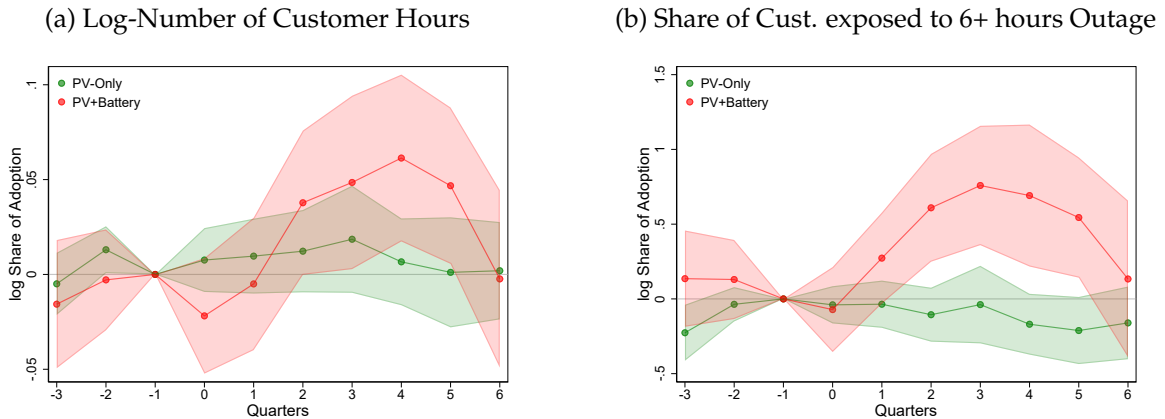 (a) Log-Number of Customer Hours
(b) Share of Cust. exposed to 6+ hours Outage
PV-Only
PV+Battery
log Share of Adoption
.1
.05
0
-.05
-3 -2 -1 0 1 2 3 4 5 6
Quarters
PV-Only
PV+Battery
log Share of Adoption
1.5
1
.5
0
-.5
-3 -2 -1 0 1 2 3 4 5 6
Quarters